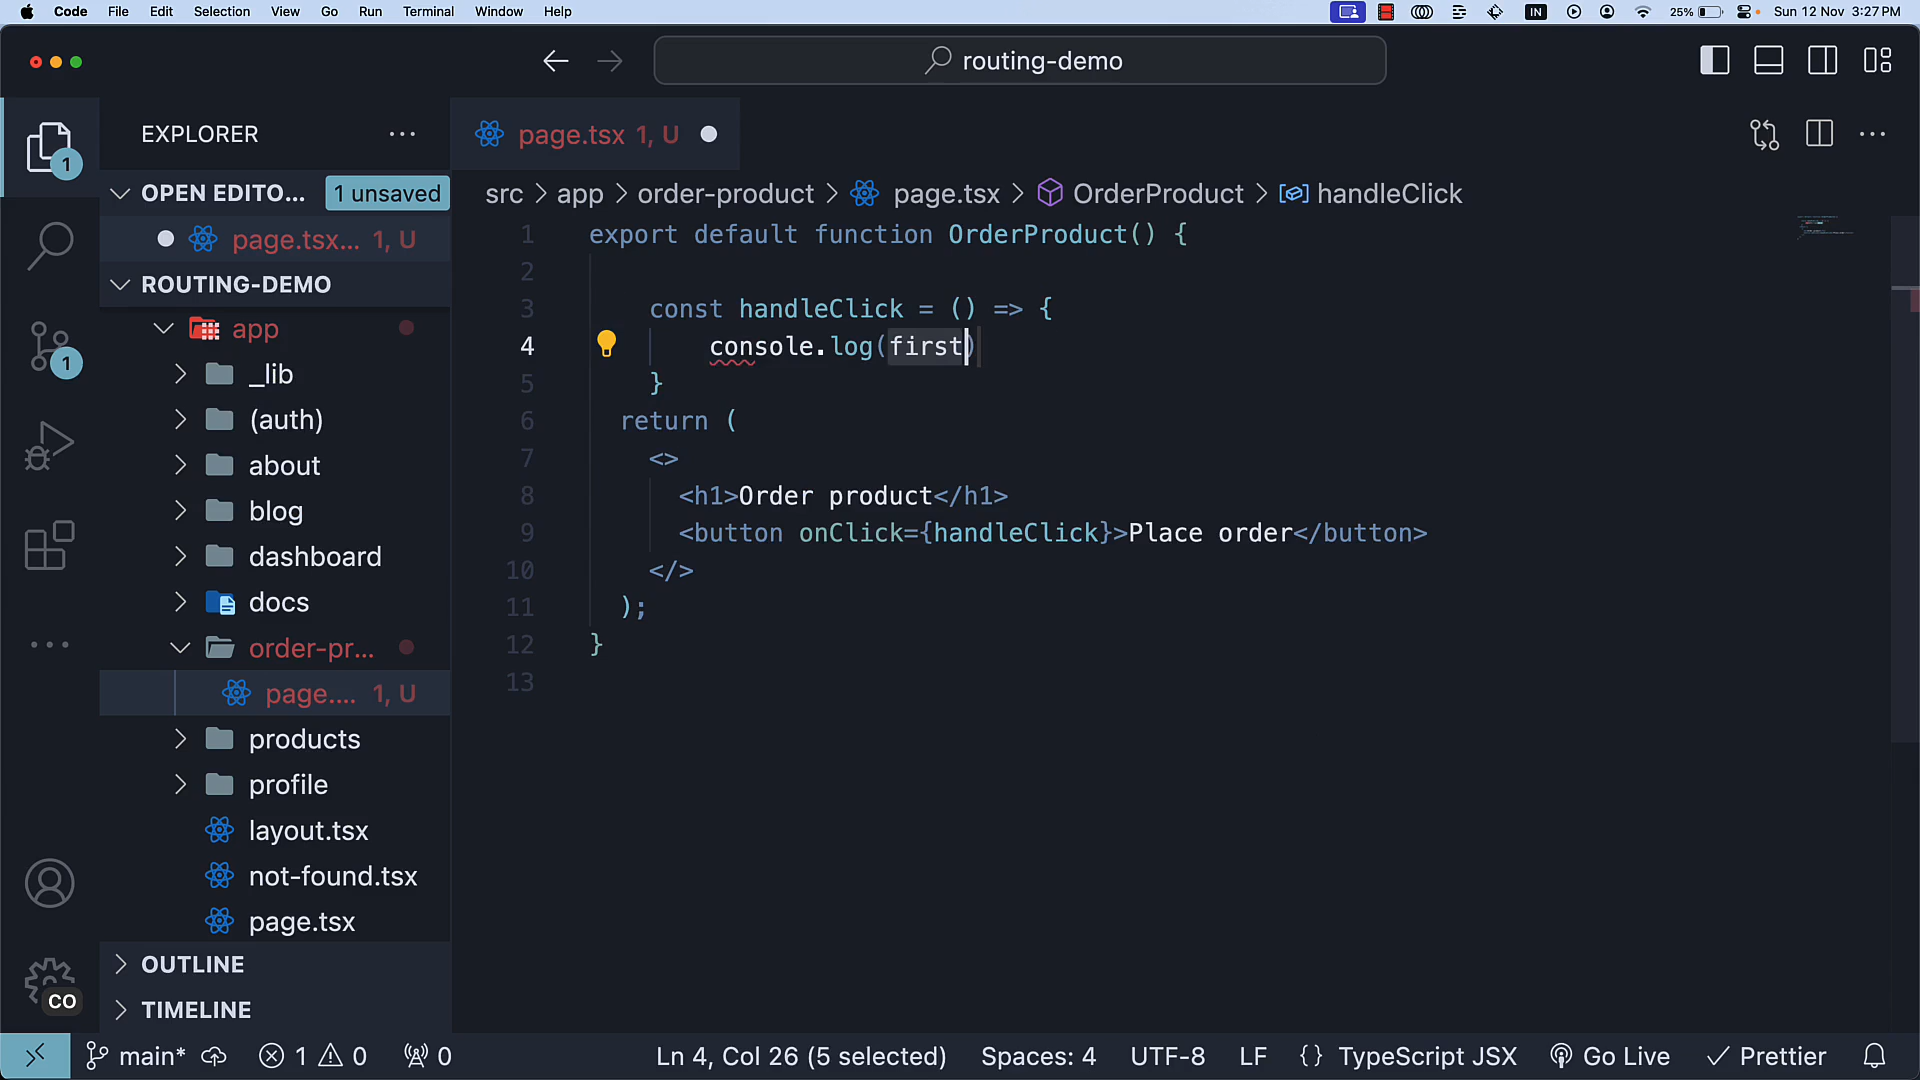 Code File Edit Selection View Go Run Terminal Window Help IN 25% Sun 12 Nov 3:27 PM
routing-demo
EXPLORER
1
OPEN EDITO... 1 unsaved
page.tsx... 1, U
ROUTING-DEMO
app
_lib
(auth)
about
blog
dashboard
docs
order-pr...
page.... 1, U
products
profile
layout.tsx
not-found.tsx
page.tsx
OUTLINE
TIMELINE
1
CO
page.tsx 1, U
src > app > order-product > page.tsx > OrderProduct > handleClick
1 export default function OrderProduct() {
2
3 const handleClick = () => {
4 console.log(first)
5 }
6 return (
7 <>
8 <h1>Order product</h1>
9 <button onClick={handleClick}>Place order</button>
10 </>
11 );
12 }
13
main* 1 0 0 Ln 4, Col 26 (5 selected) Spaces: 4 UTF-8 LF {} TypeScript JSX Go Live Prettier